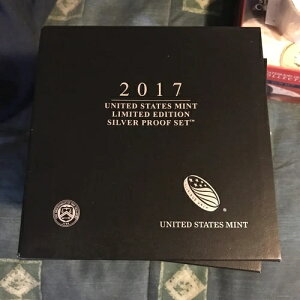 2017
UNITED STATES MINT
LIMITED EDITION
SILVER PROOF SET™
UNITED STATES MINT